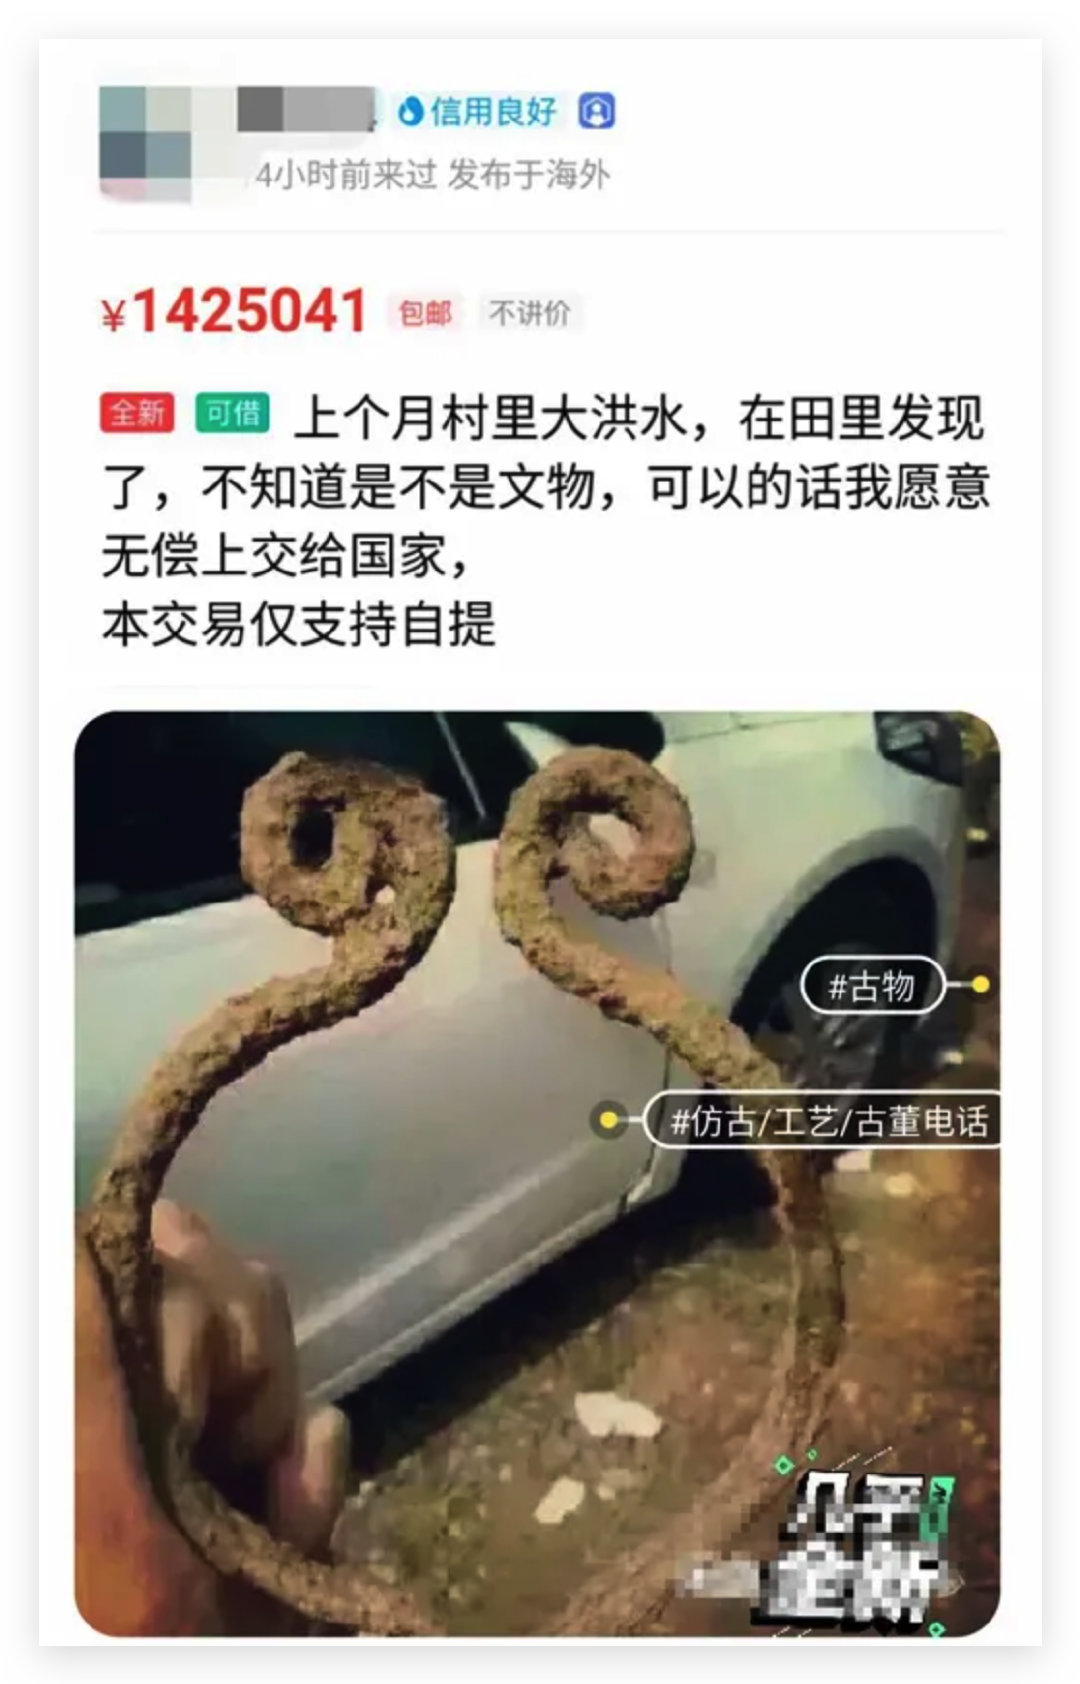 信用良好
4小时前来过 发布于海外
¥1425041 包邮 不讲价
全新 可借 上个月村里大洪水，在田里发现
了，不知道是不是文物，可以的话我愿意
无偿上交给国家，
本交易仅支持自提
#古物
#仿古/工艺/古董电话